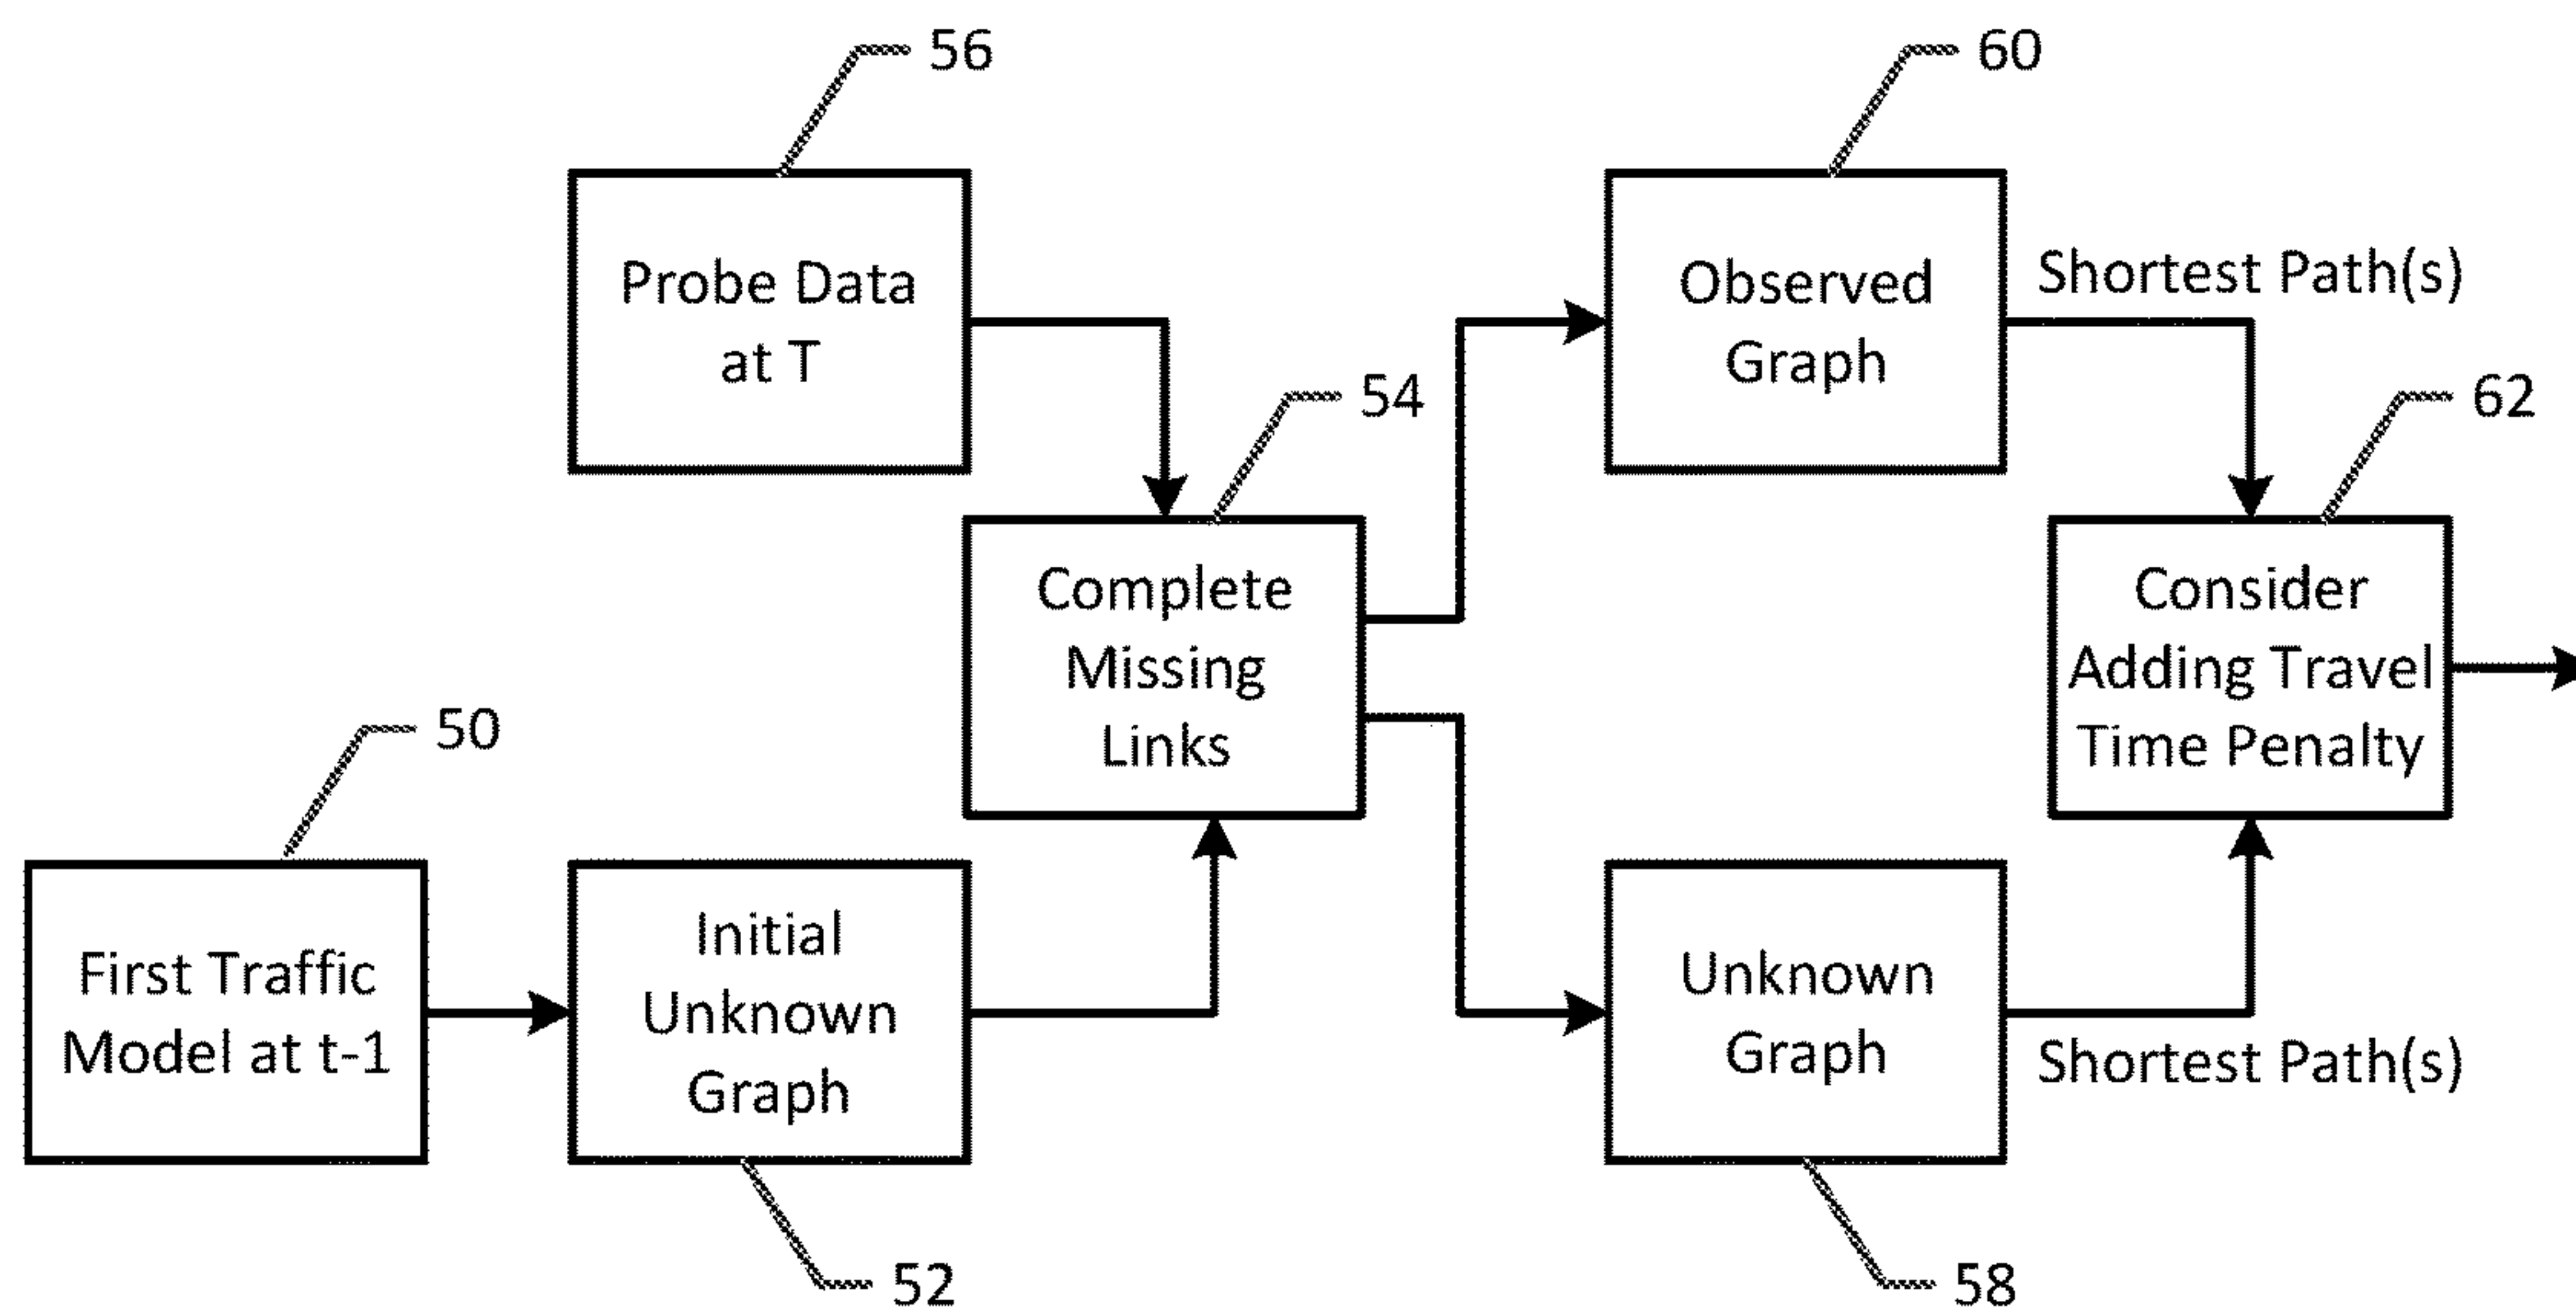 56
60
Probe Data
at T
Observed
Graph
Shortest Path(s)
54
62
Complete
Missing
Links
Consider
Adding Travel
Time Penalty
50
First Traffic
Model at t-1
Initial
Unknown
Graph
Unknown
Graph
Shortest Path(s)
52
58